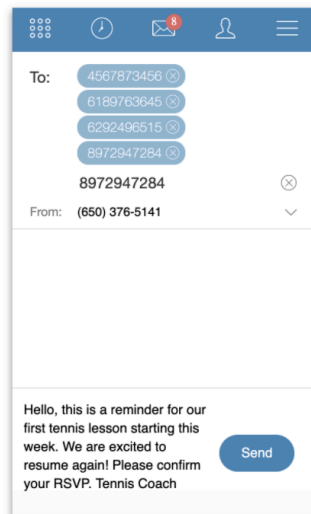 8
To:
4567873456
6189763645
6292496515
8972947284
8972947284
From: (650) 376-5141
Hello, this is a reminder for our
first tennis lesson starting this
week. We are excited to
resume again! Please confirm
your RSVP. Tennis Coach
Send